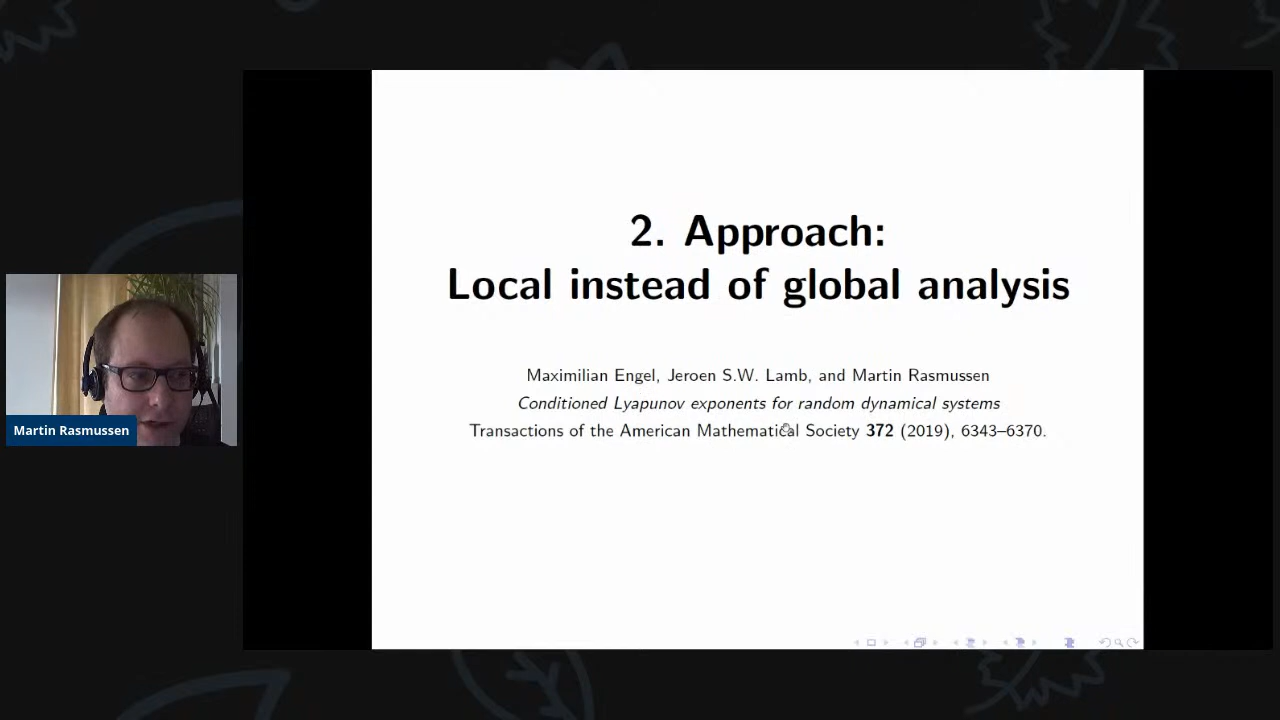 2. Approach:
Local instead of global analysis
Maximilian Engel, Jeroen S.W. Lamb, and Martin Rasmussen
Conditioned Lyapunov exponents for random dynamical systems
Transactions of the American Mathematical Society 372 (2019), 6343–6370.
Martin Rasmussen